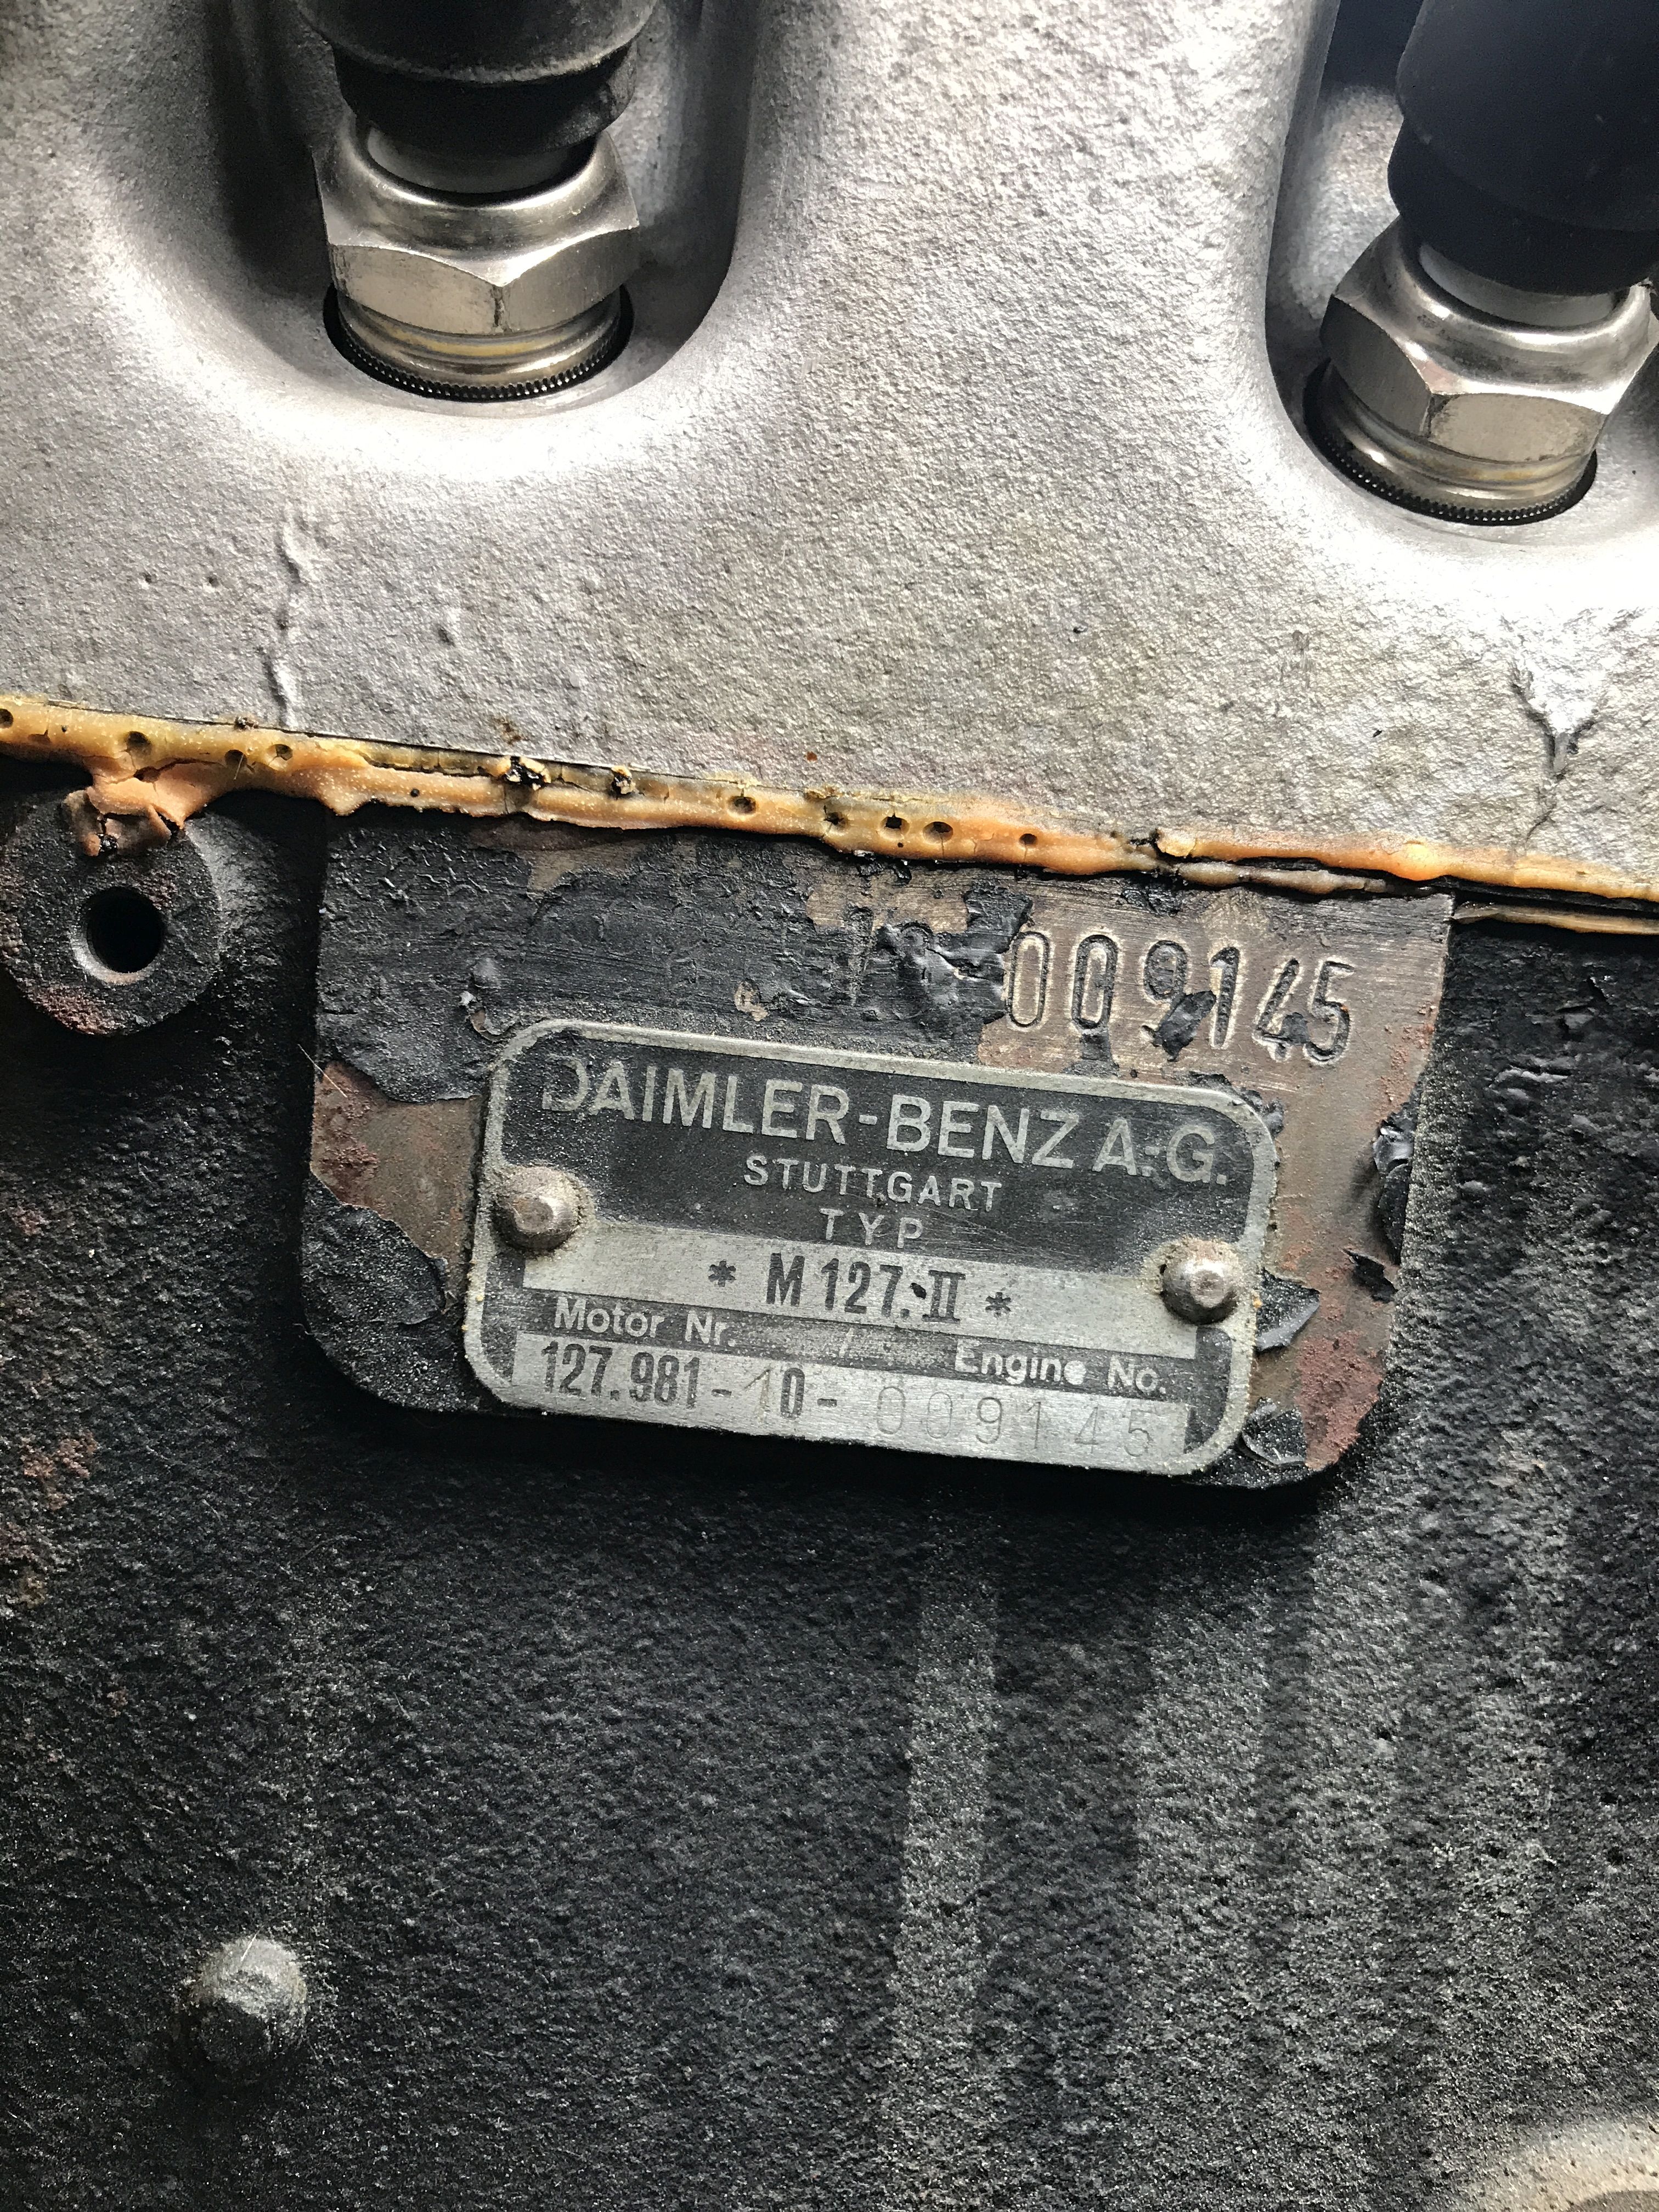 009145
DAIMLER-BENZ A.-G.
STUTTGART
TYP
* M 127.II *
Motor Nr. / Engine No.
127.981-10-009145